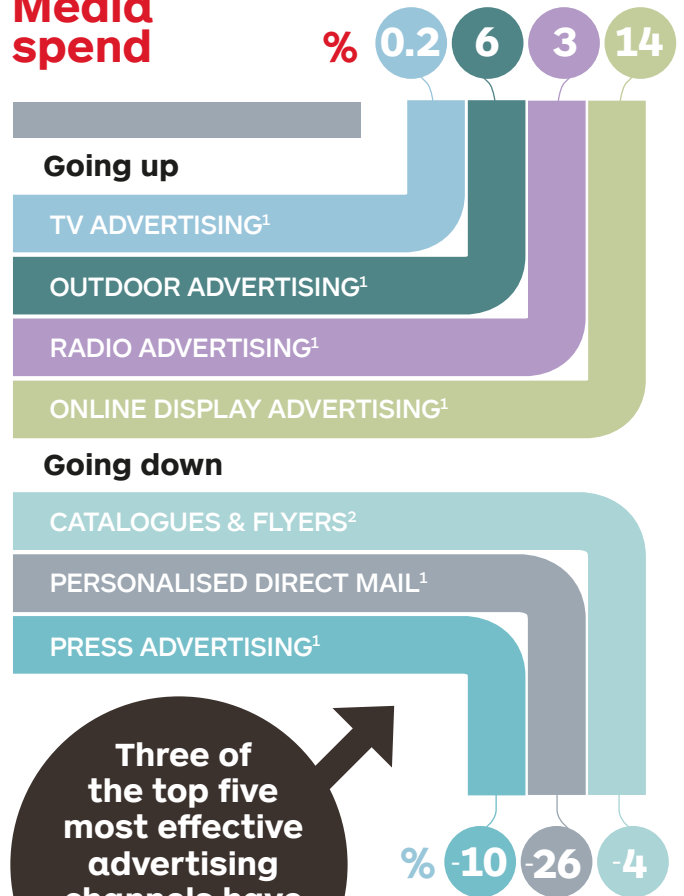 Media
spend
% 0.2 6 3 14
Going up
TV ADVERTISING¹
OUTDOOR ADVERTISING¹
RADIO ADVERTISING¹
ONLINE DISPLAY ADVERTISING¹
Going down
CATALOGUES & FLYERS²
PERSONALISED DIRECT MAIL¹
PRESS ADVERTISING¹
Three of
the top five
most effective
advertising
channels have
% -10 -26 -4